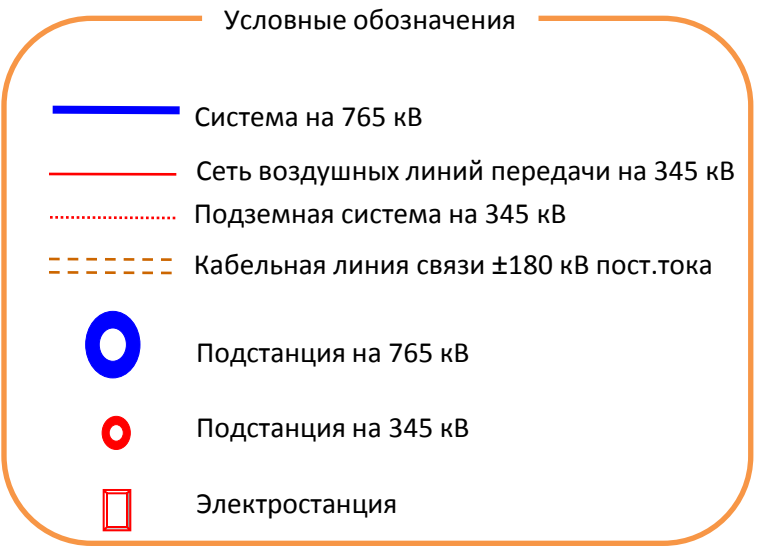 Условные обозначения
Система на 765 кВ
Сеть воздушных линий передачи на 345 кВ
Подземная система на 345 кВ
Кабельная линия связи ±180 кВ пост.тока
Подстанция на 765 кВ
Подстанция на 345 кВ
Электростанция